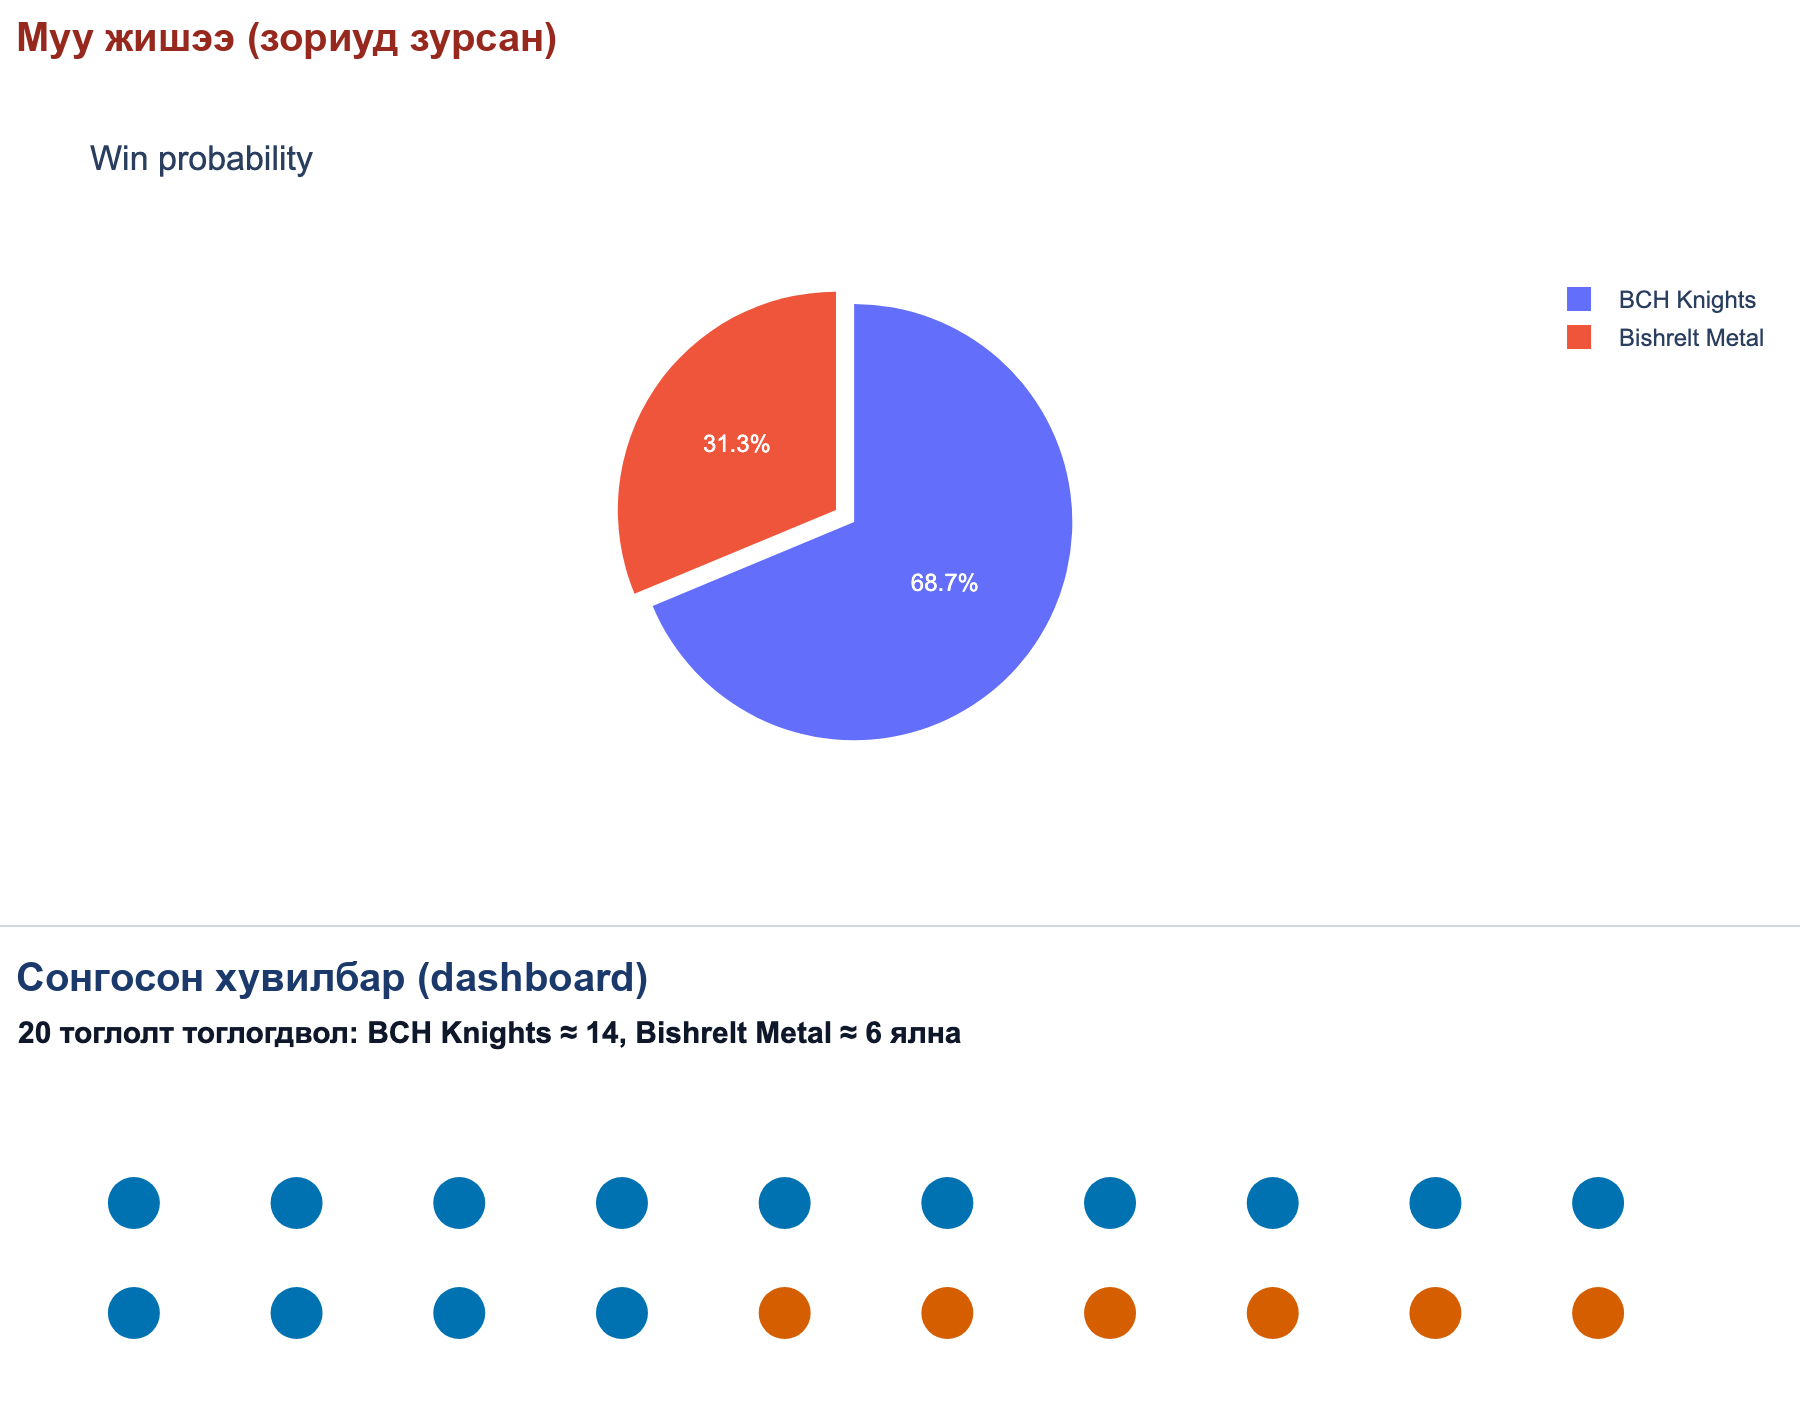 Муу жишээ (зориуд зурсан)
Win probability
BCH Knights
Bishrelt Metal
31.3%
68.7%
Сонгосон хувилбар (dashboard)
20 тоглолт тоглогдвол: BCH Knights ≈ 14, Bishrelt Metal ≈ 6 ялна